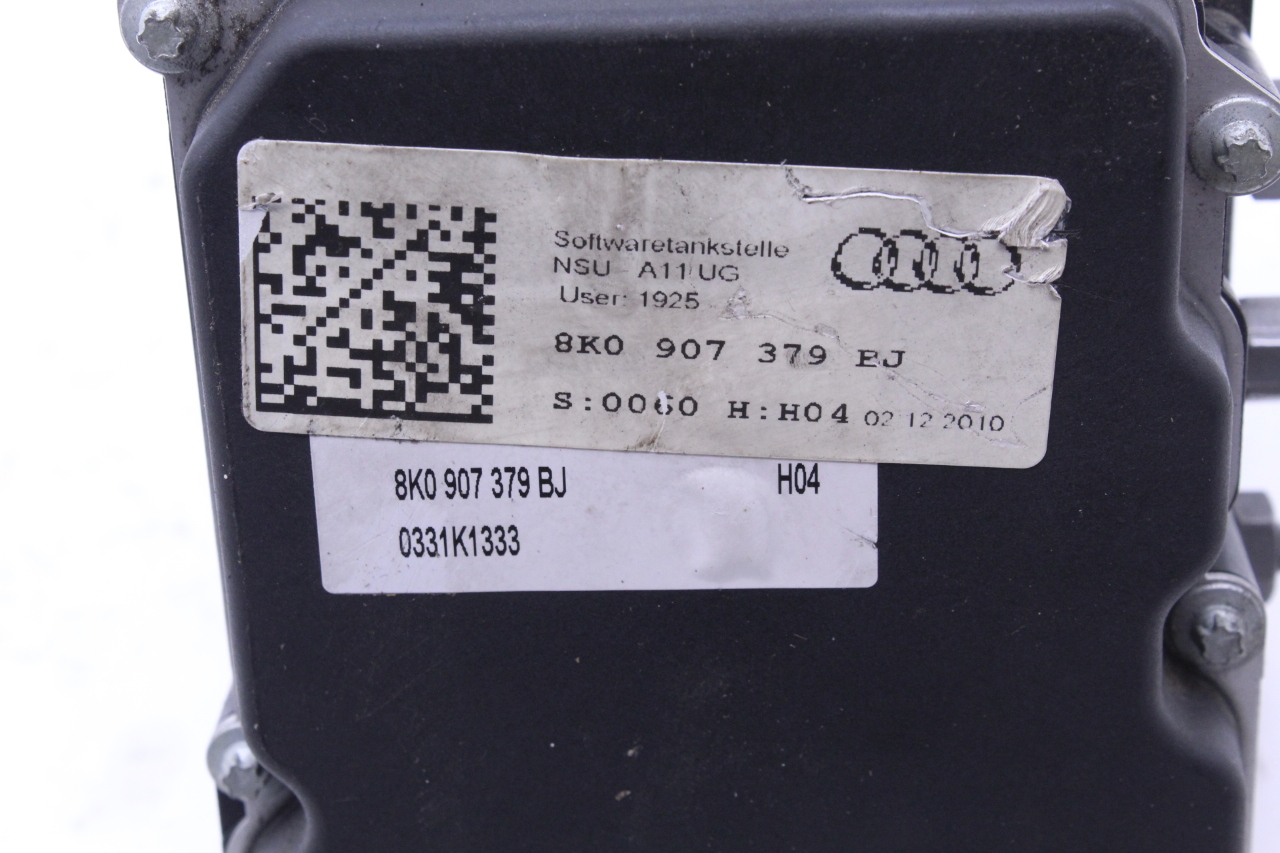 Softwaretankstelle
NSU - A11/UG
User: 1925
8K0 907 379 BJ
S:0060 H:H04 02 12 2010
8K0 907 379 BJ H04
0331K1333